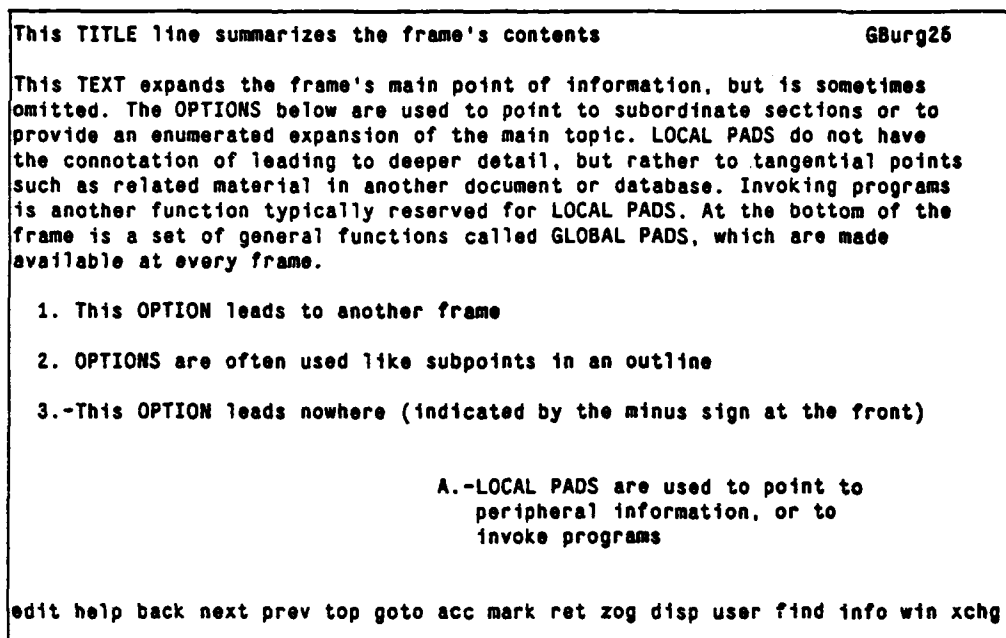 This TITLE line summarizes the frame's contents GBurg25
This TEXT expands the frame's main point of information, but is sometimes
omitted. The OPTIONS below are used to point to subordinate sections or to
provide an enumerated expansion of the main topic. LOCAL PADS do not have
the connotation of leading to deeper detail, but rather to tangential points
such as related material in another document or database. Invoking programs
is another function typically reserved for LOCAL PADS. At the bottom of the
frame is a set of general functions called GLOBAL PADS, which are made
available at every frame.
1. This OPTION leads to another frame
2. OPTIONS are often used like subpoints in an outline
3.-This OPTION leads nowhere (indicated by the minus sign at the front)
A.-LOCAL PADS are used to point to
peripheral information, or to
invoke programs
edit help back next prev top goto acc mark ret zog disp user find info win xchg